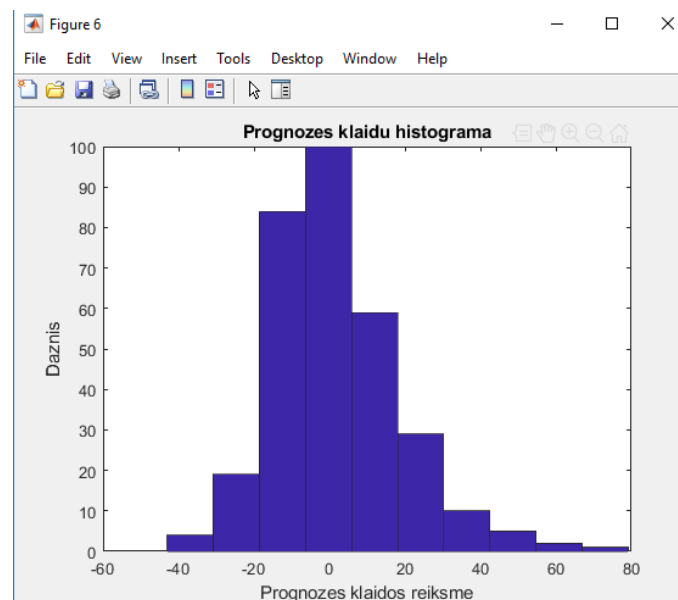 Figure 6
File Edit View Insert Tools Desktop Window Help
Prognozes klaidu histograma
100
90
80
70
60
50
40
30
20
10
0
Daznis
-60 -40 -20 0 20 40 60 80
Prognozes klaidos reiksme